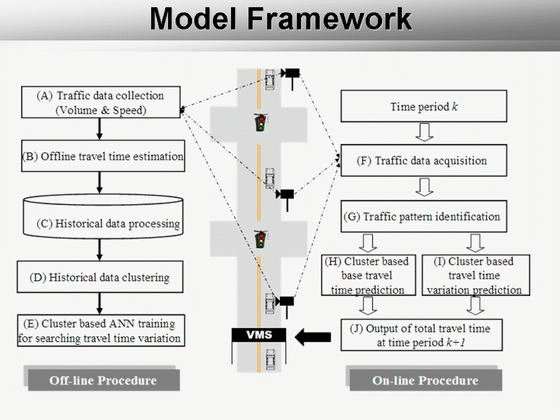 Model Framework
(A) Traffic data collection
(Volume & Speed)
(B) Offline travel time estimation
(C) Historical data processing
(D) Historical data clustering
(E) Cluster based ANN training
for searching travel time variation
Off-line Procedure
VMS
Time period k
(F) Traffic data acquisition
(G) Traffic pattern identification
(H) Cluster based
base travel
time prediction
(I) Cluster based
travel time
variation prediction
(J) Output of total travel time
at time period k+1
On-line Procedure